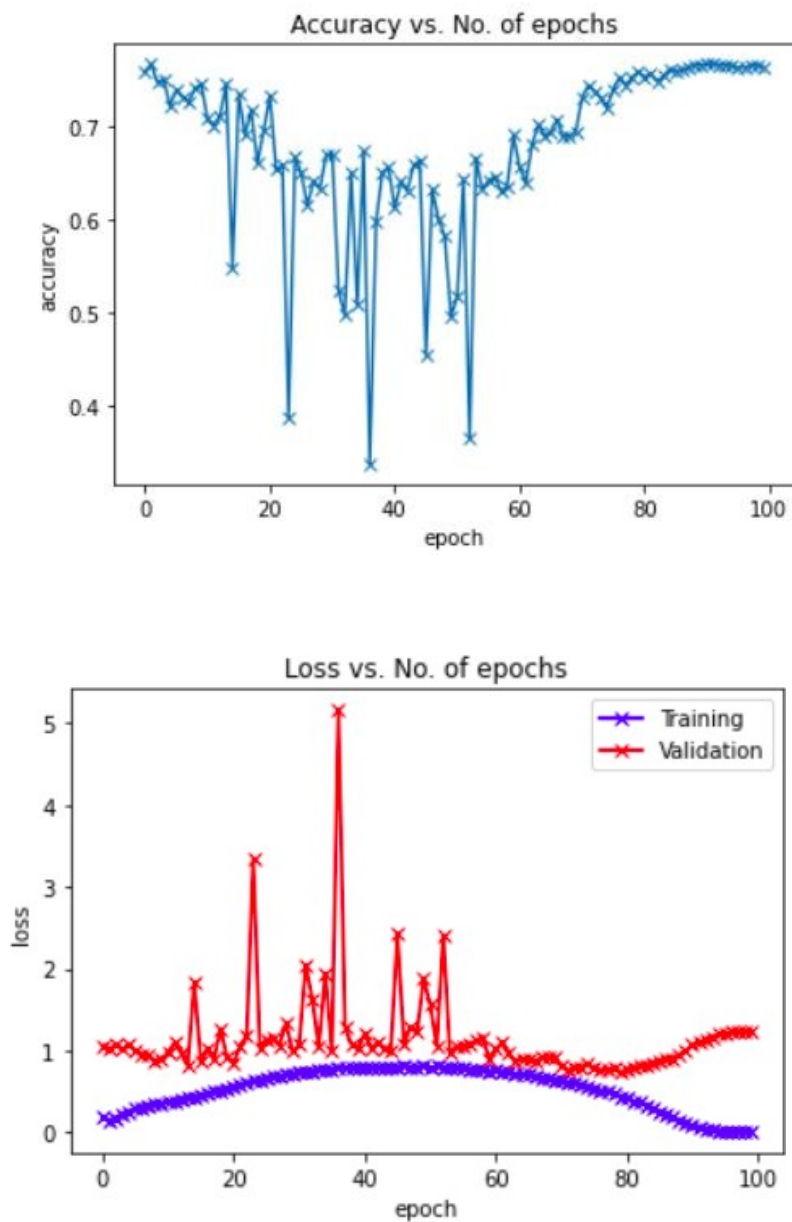 Accuracy vs. No. of epochs
0.7
0.6
0.5
0.4
accuracy
0 20 40 60 80 100
epoch
Loss vs. No. of epochs
Training
Validation
5
4
3
2
1
0
loss
0 20 40 60 80 100
epoch